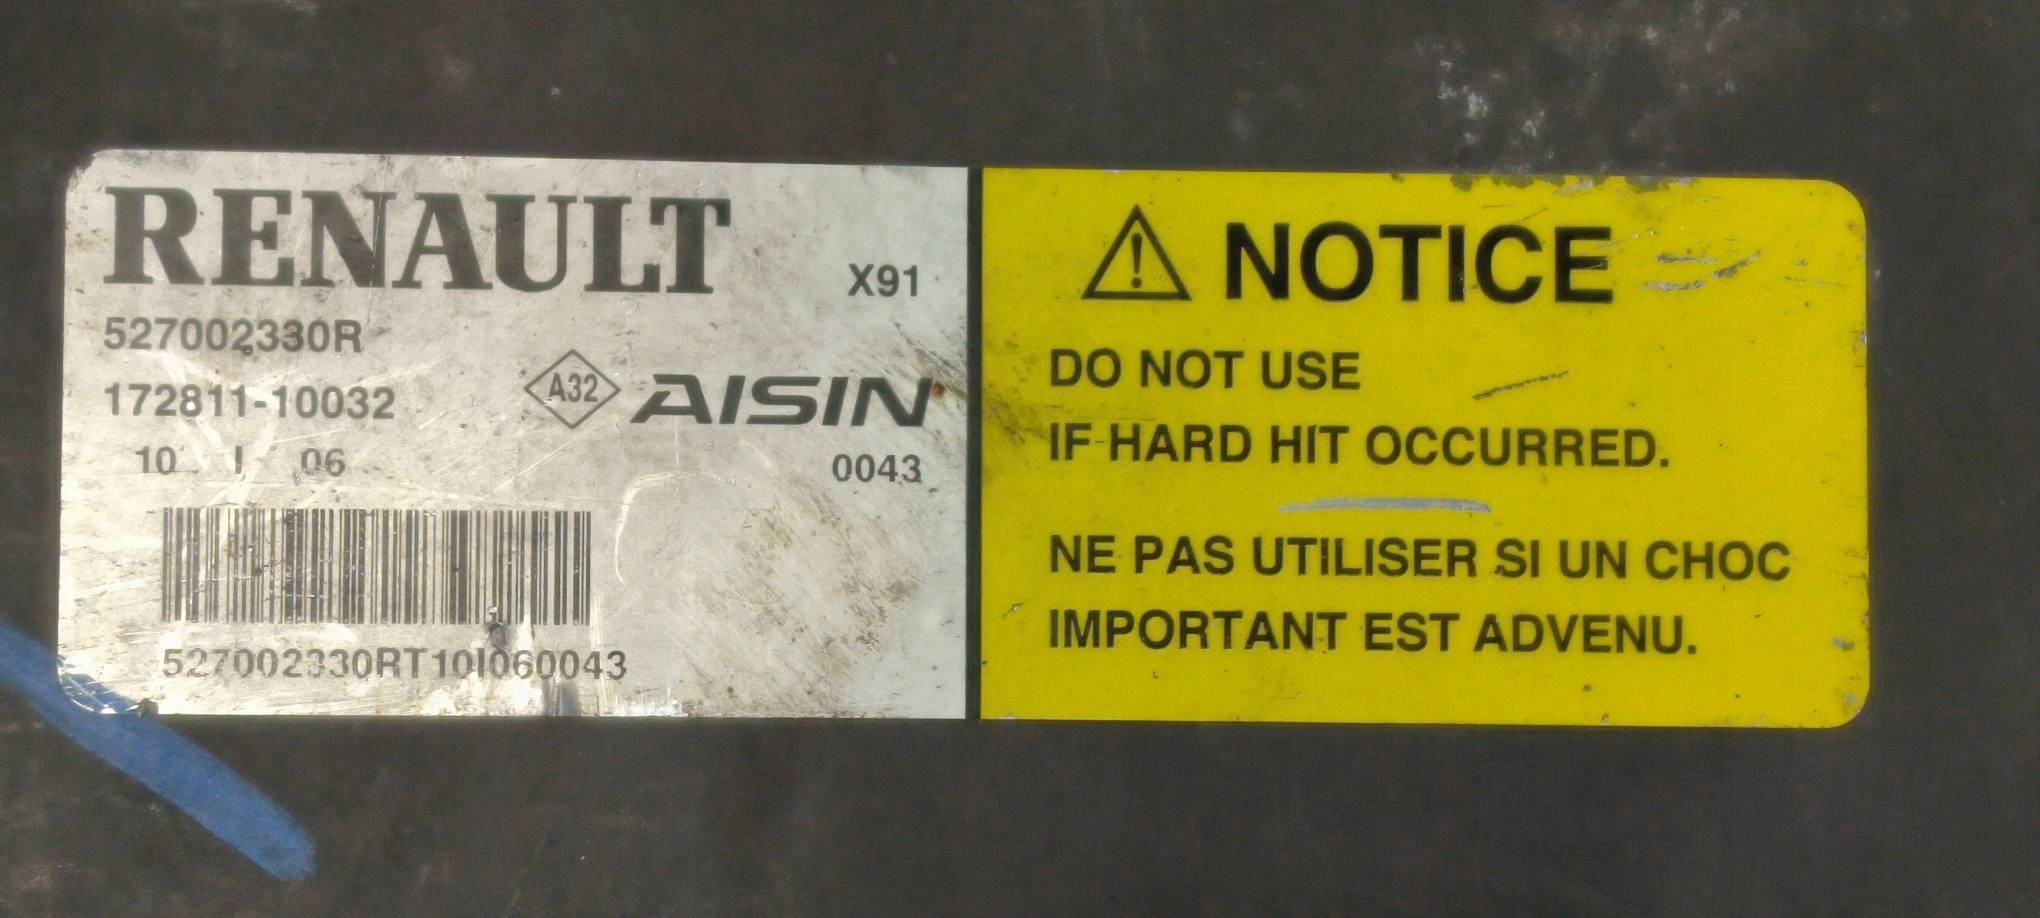 RENAULT
X91
527002330R
172811-10032
A32
AISIN
10 I 06
0043
527002330RT10I060043
NOTICE
DO NOT USE
IF HARD HIT OCCURRED.
NE PAS UTILISER SI UN CHOC
IMPORTANT EST ADVENU.